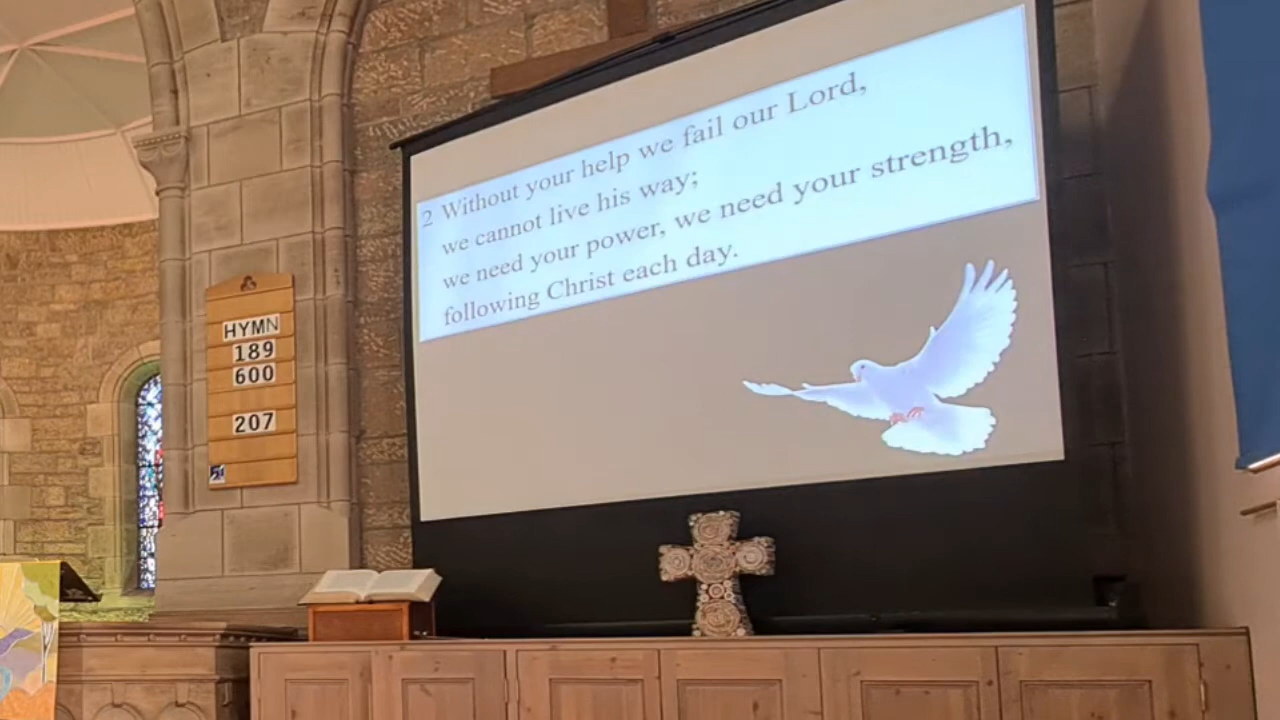 2 Without your help we fail our Lord,
we cannot live his way;
we need your power, we need your strength,
following Christ each day.
HYMN
189
600
207